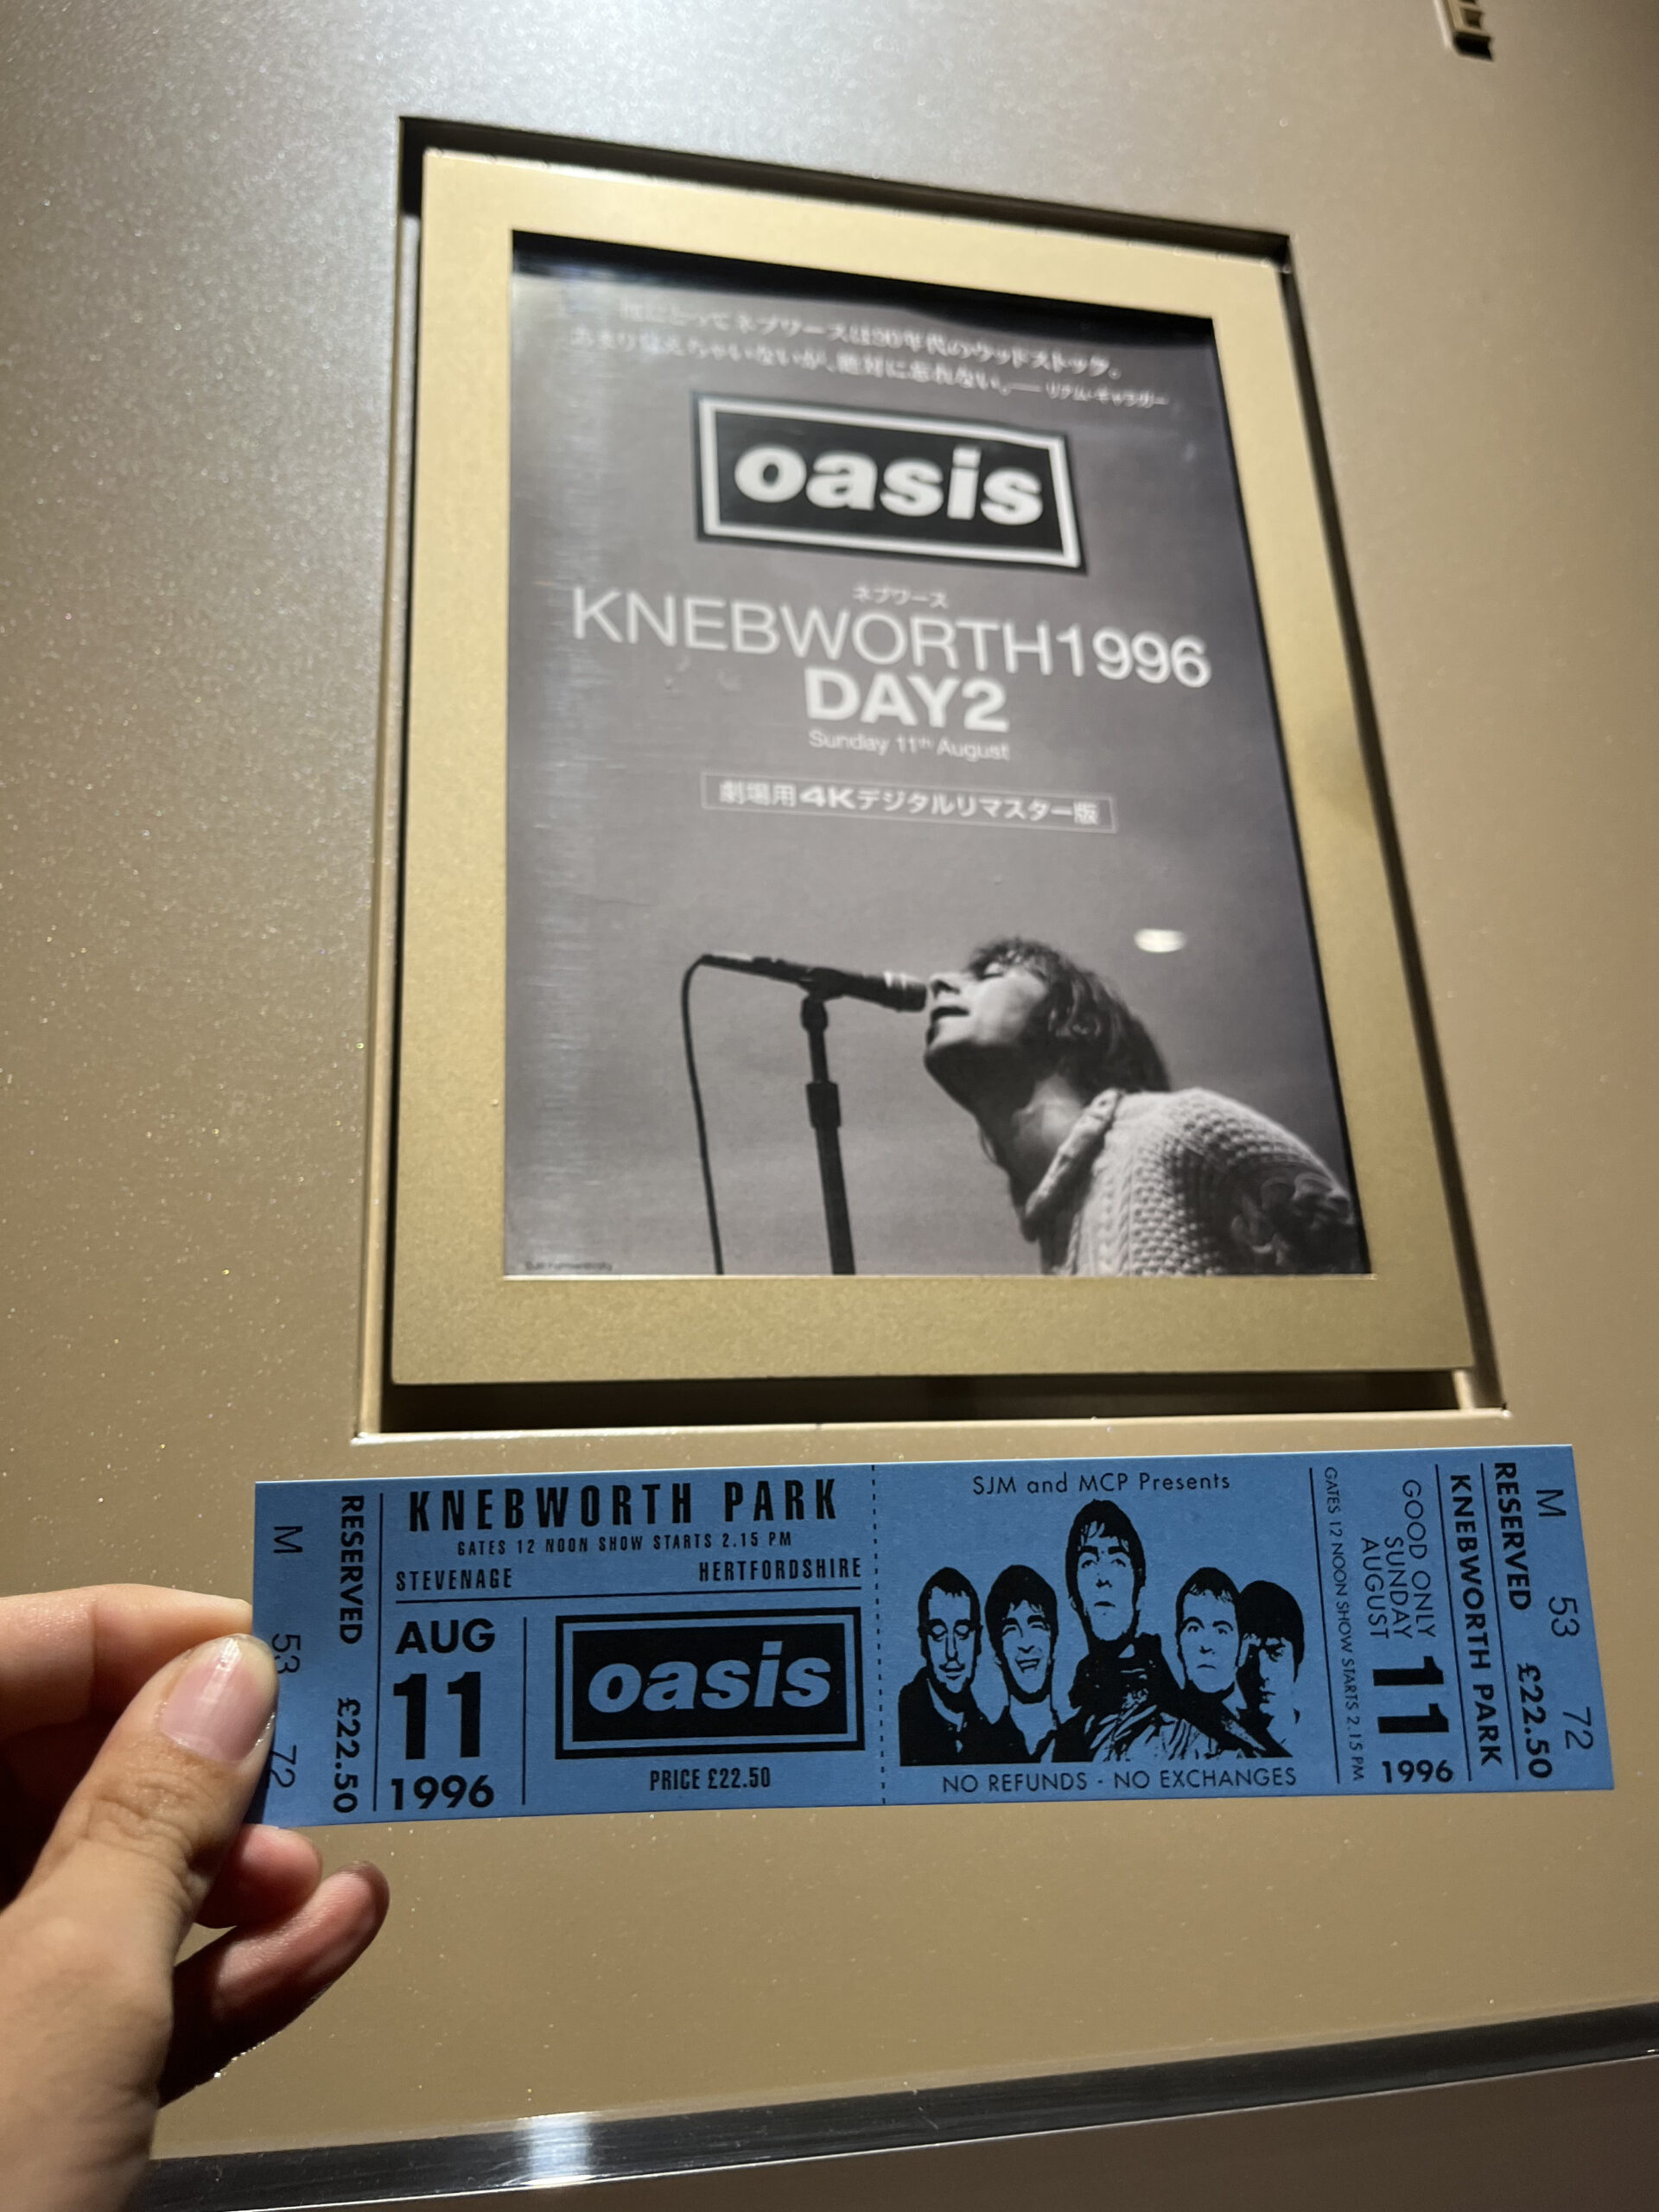 俺にとってネブワースは90年代のウッドストック。
あまり覚えちゃいないが、絶対に忘れない。── リアム・ギャラガー
oasis
ネブワース
KNEBWORTH1996
DAY2
Sunday 11th August
劇場用4Kデジタルリマスター版
M 53 72
RESERVED £22.50
KNEBWORTH PARK
GATES 12 NOON SHOW STARTS 2.15 PM
STEVENAGE HERTFORDSHIRE
AUG
11
1996
oasis
PRICE £22.50
SJM and MCP Presents
NO REFUNDS - NO EXCHANGES
GATES 12 NOON SHOW STARTS 2.15 PM
GOOD ONLY
SUNDAY
AUGUST
11
1996
KNEBWORTH PARK
RESERVED £22.50
M 53 72